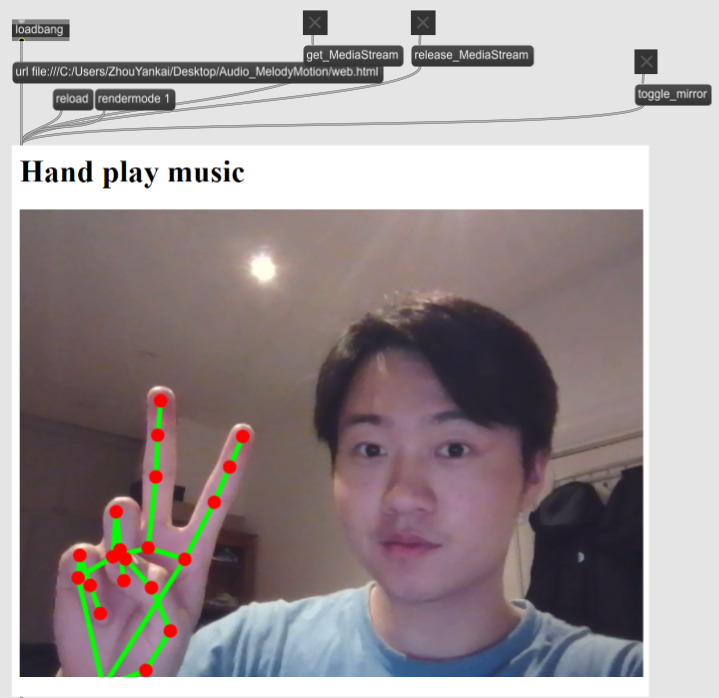 loadbang
get_MediaStream
release_MediaStream
url file:///C:/Users/ZhouYankai/Desktop/Audio_MelodyMotion/web.html
reload
rendermode 1
toggle_mirror
Hand play music